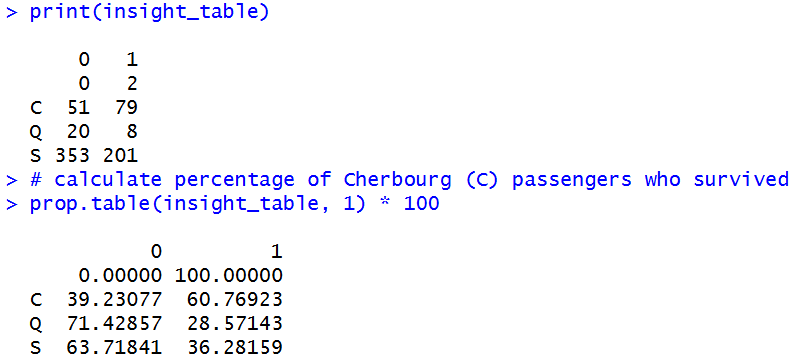 > print(insight_table)
0 1
0 2
C 51 79
Q 20 8
S 353 201
> # calculate percentage of Cherbourg (C) passengers who survived
> prop.table(insight_table, 1) * 100
0 1
0.00000 100.00000
C 39.23077 60.76923
Q 71.42857 28.57143
S 63.71841 36.28159